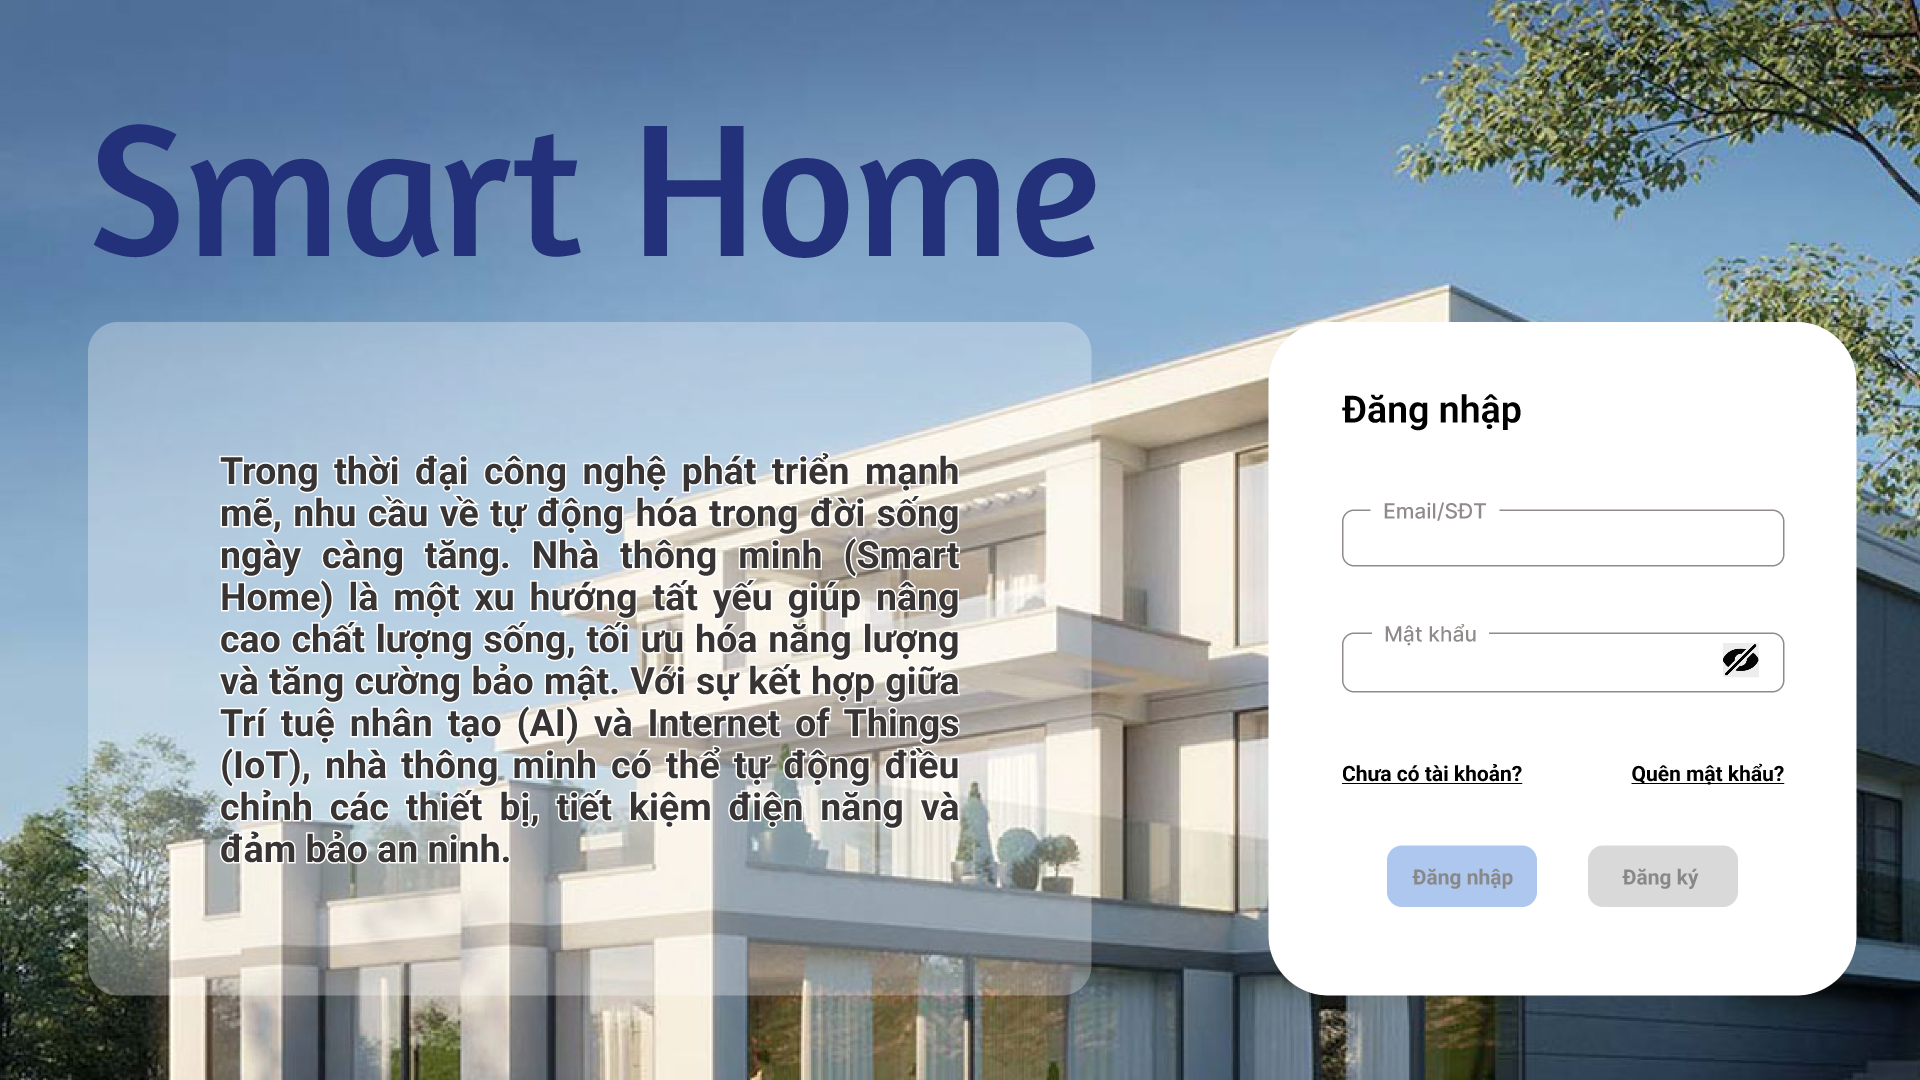 Smart Home
Trong thời đại công nghệ phát triển mạnh
mẽ, nhu cầu về tự động hóa trong đời sống
ngày càng tăng. Nhà thông minh (Smart
Home) là một xu hướng tất yếu giúp nâng
cao chất lượng sống, tối ưu hóa năng lượng
và tăng cường bảo mật. Với sự kết hợp giữa
Trí tuệ nhân tạo (AI) và Internet of Things
(IoT), nhà thông minh có thể tự động điều
chỉnh các thiết bị, tiết kiệm điện năng và
đảm bảo an ninh.
Đăng nhập
Email/SĐT
Mật khẩu
Chưa có tài khoản?
Quên mật khẩu?
Đăng nhập
Đăng ký